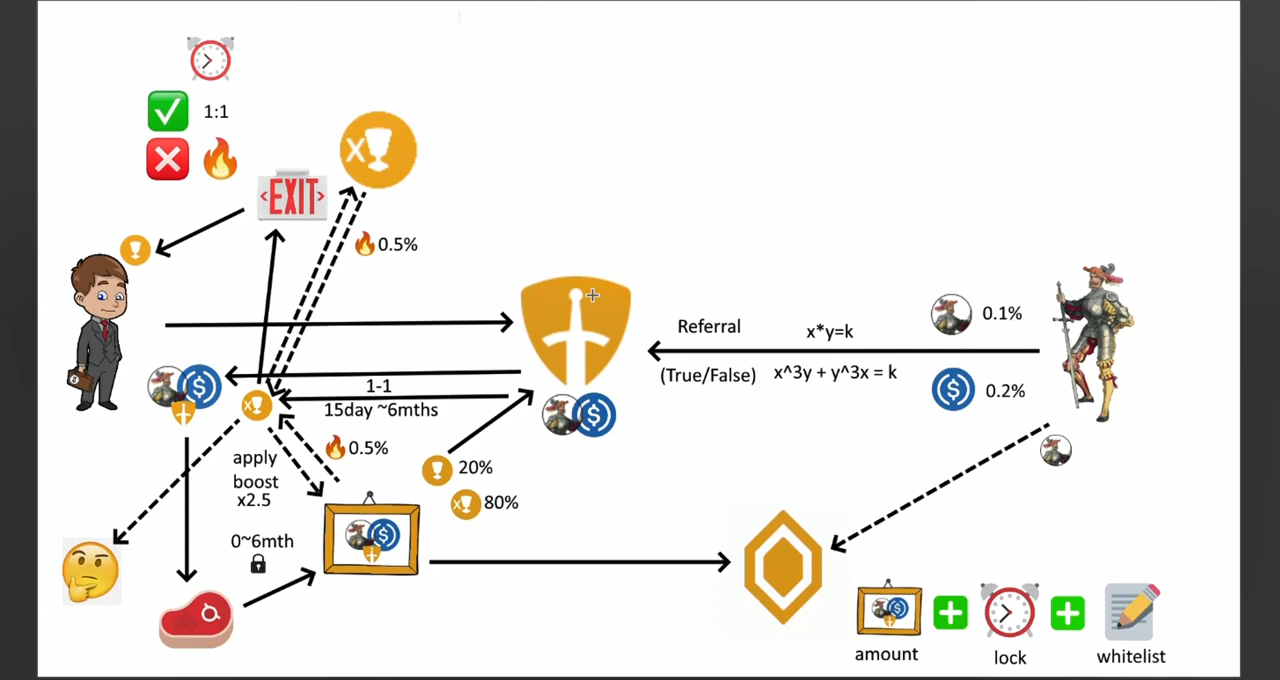 1:1
X
<EXIT>
0.5%
Referral
x*y=k
0.1%
(True/False)
x^3y + y^3x = k
0.2%
$
1-1
15day ~6mths
X
$
0.5%
apply
boost
x2.5
20%
X
80%
0~6mth
$
$
amount
lock
whitelist